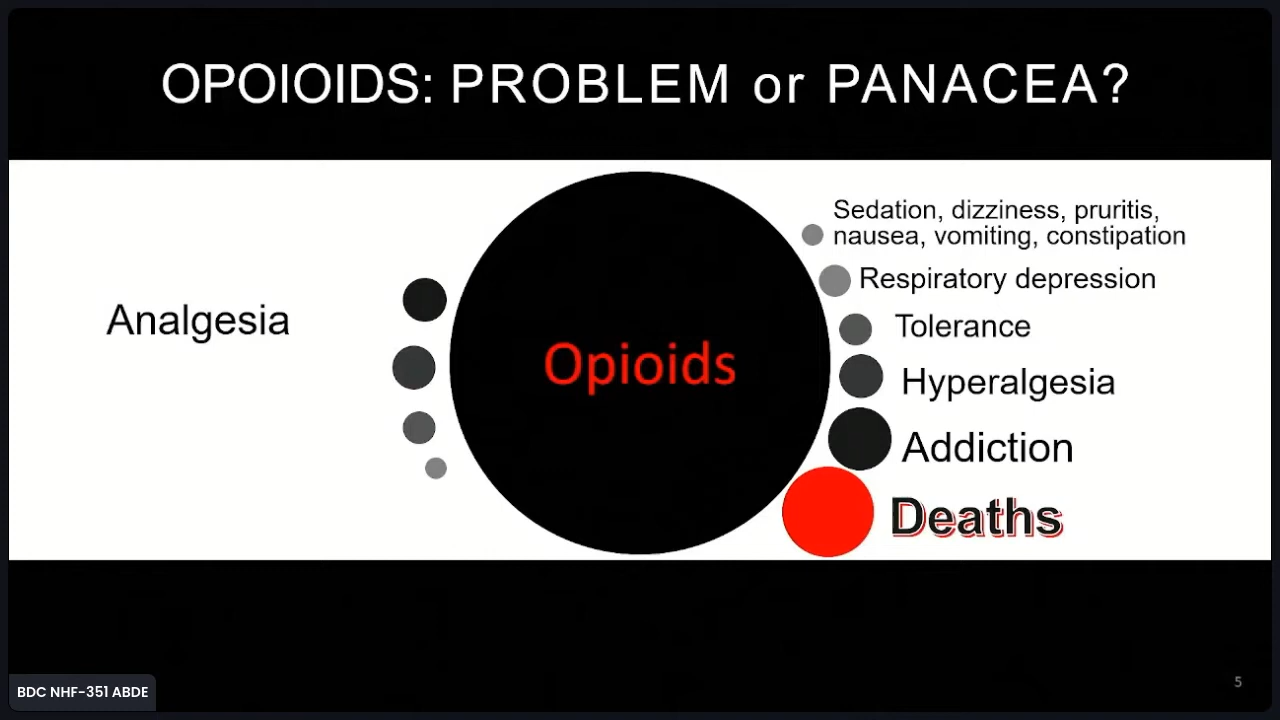 OPOIOIDS: PROBLEM or PANACEA?
Analgesia
Opioids
Sedation, dizziness, pruritis,
nausea, vomiting, constipation
Respiratory depression
Tolerance
Hyperalgesia
Addiction
Deaths
BDC NHF-351 ABDE
5